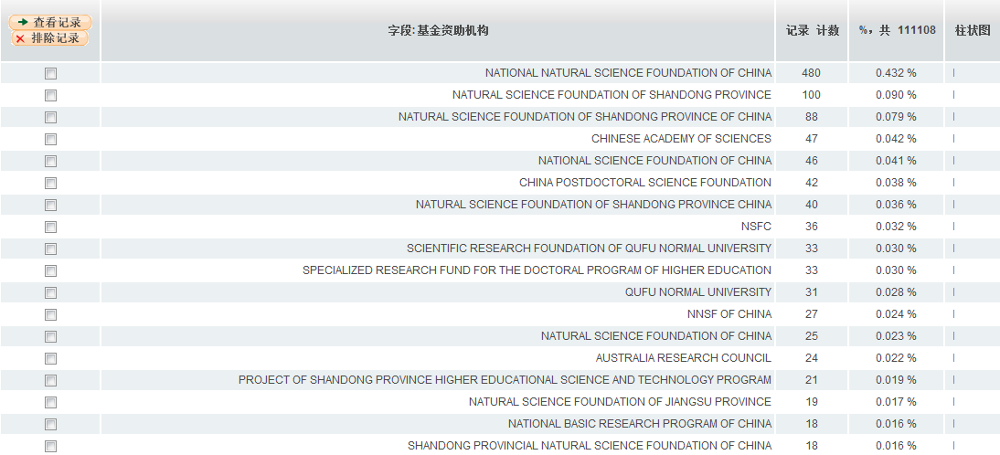 查看记录
排除记录
字段:基金资助机构 记录 计数 %，共 111108 柱状图
NATIONAL NATURAL SCIENCE FOUNDATION OF CHINA 480 0.432 %
NATURAL SCIENCE FOUNDATION OF SHANDONG PROVINCE 100 0.090 %
NATURAL SCIENCE FOUNDATION OF SHANDONG PROVINCE OF CHINA 88 0.079 %
CHINESE ACADEMY OF SCIENCES 47 0.042 %
NATIONAL SCIENCE FOUNDATION OF CHINA 46 0.041 %
CHINA POSTDOCTORAL SCIENCE FOUNDATION 42 0.038 %
NATURAL SCIENCE FOUNDATION OF SHANDONG PROVINCE CHINA 40 0.036 %
NSFC 36 0.032 %
SCIENTIFIC RESEARCH FOUNDATION OF QUFU NORMAL UNIVERSITY 33 0.030 %
SPECIALIZED RESEARCH FUND FOR THE DOCTORAL PROGRAM OF HIGHER EDUCATION 33 0.030 %
QUFU NORMAL UNIVERSITY 31 0.028 %
NNSF OF CHINA 27 0.024 %
NATURAL SCIENCE FOUNDATION OF CHINA 25 0.023 %
AUSTRALIA RESEARCH COUNCIL 24 0.022 %
PROJECT OF SHANDONG PROVINCE HIGHER EDUCATIONAL SCIENCE AND TECHNOLOGY PROGRAM 21 0.019 %
NATURAL SCIENCE FOUNDATION OF JIANGSU PROVINCE 19 0.017 %
NATIONAL BASIC RESEARCH PROGRAM OF CHINA 18 0.016 %
SHANDONG PROVINCIAL NATURAL SCIENCE FOUNDATION OF CHINA 18 0.016 %